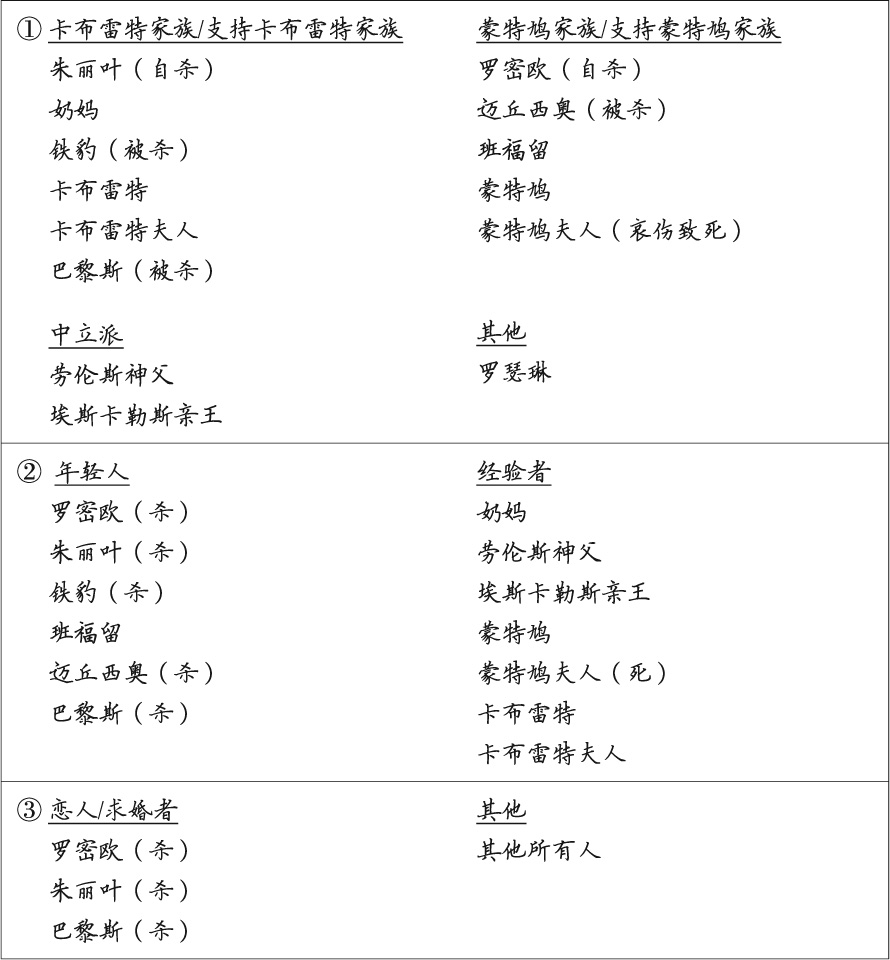 ① 卡布雷特家族/支持卡布雷特家族 蒙特鸠家族/支持蒙特鸠家族
朱丽叶（自杀） 罗密欧（自杀）
奶妈 迈丘西奥（被杀）
铁豹（被杀） 班福留
卡布雷特 蒙特鸠
卡布雷特夫人 蒙特鸠夫人（哀伤致死）
巴黎斯（被杀）
中立派 其他
劳伦斯神父 罗瑟琳
埃斯卡勒斯亲王
② 年轻人 经验者
罗密欧（杀） 奶妈
朱丽叶（杀） 劳伦斯神父
铁豹（杀） 埃斯卡勒斯亲王
班福留 蒙特鸠
迈丘西奥（杀） 蒙特鸠夫人（死）
巴黎斯（杀） 卡布雷特
卡布雷特夫人
③ 恋人/求婚者 其他
罗密欧（杀） 其他所有人
朱丽叶（杀）
巴黎斯（杀）